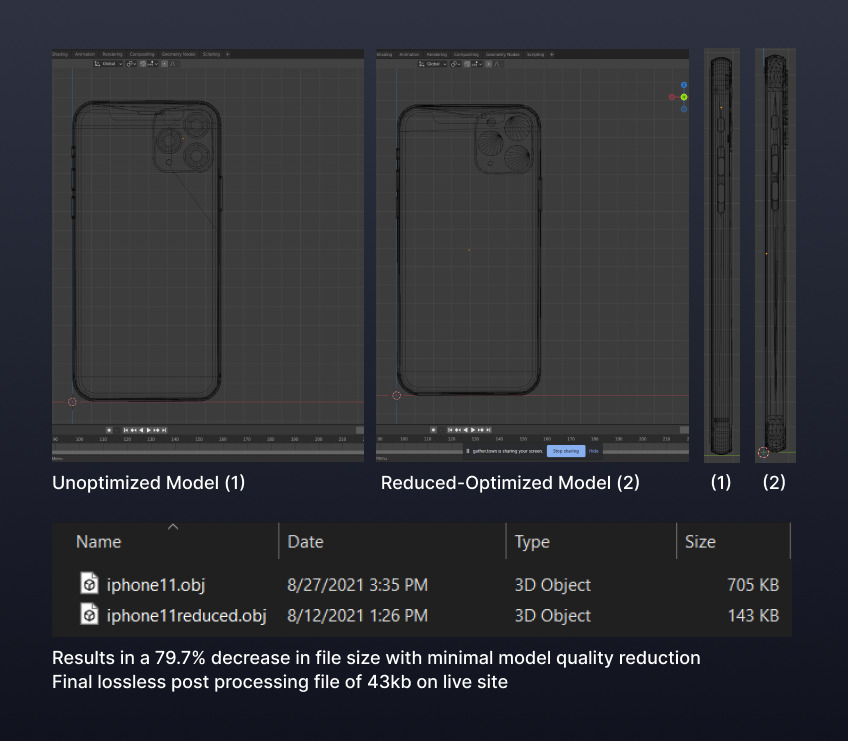 Shading Animation Rendering Compositing Geometry Nodes Scripting +
Shading Animation Rendering Compositing Geometry Nodes Scripting +
Global
Global
90 100 110 120 130 140 150 160 170 180 190 200 210
90 100 110 120 130 140 150 160 170 180 190 200 210
gather.town is sharing your screen. Stop sharing Hide
Menu
Menu
Unoptimized Model (1)
Reduced-Optimized Model (2)
(1)
(2)
Name Date Type Size
iphone11.obj 8/27/2021 3:35 PM 3D Object 705 KB
iphone11reduced.obj 8/12/2021 1:26 PM 3D Object 143 KB
Results in a 79.7% decrease in file size with minimal model quality reduction
Final lossless post processing file of 43kb on live site